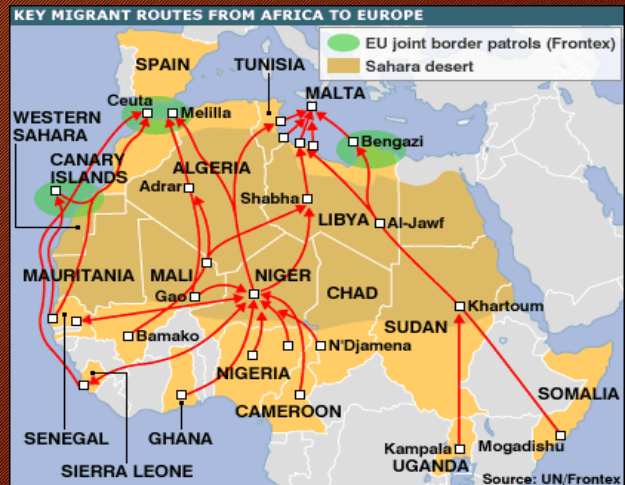 KEY MIGRANT ROUTES FROM AFRICA TO EUROPE
EU joint border patrols (Frontex)
Sahara desert
SPAIN
TUNISIA
MALTA
Ceuta
Melilla
WESTERN
SAHARA
Bengazi
CANARY
ISLANDS
ALGERIA
Adrar
Shabha
LIBYA
Al-Jawf
MAURITANIA
MALI
NIGER
Gao
CHAD
Khartoum
SUDAN
Bamako
N'Djamena
NIGERIA
SOMALIA
CAMEROON
SENEGAL
GHANA
SIERRA LEONE
Kampala
Mogadishu
UGANDA
Source: UN/Frontex